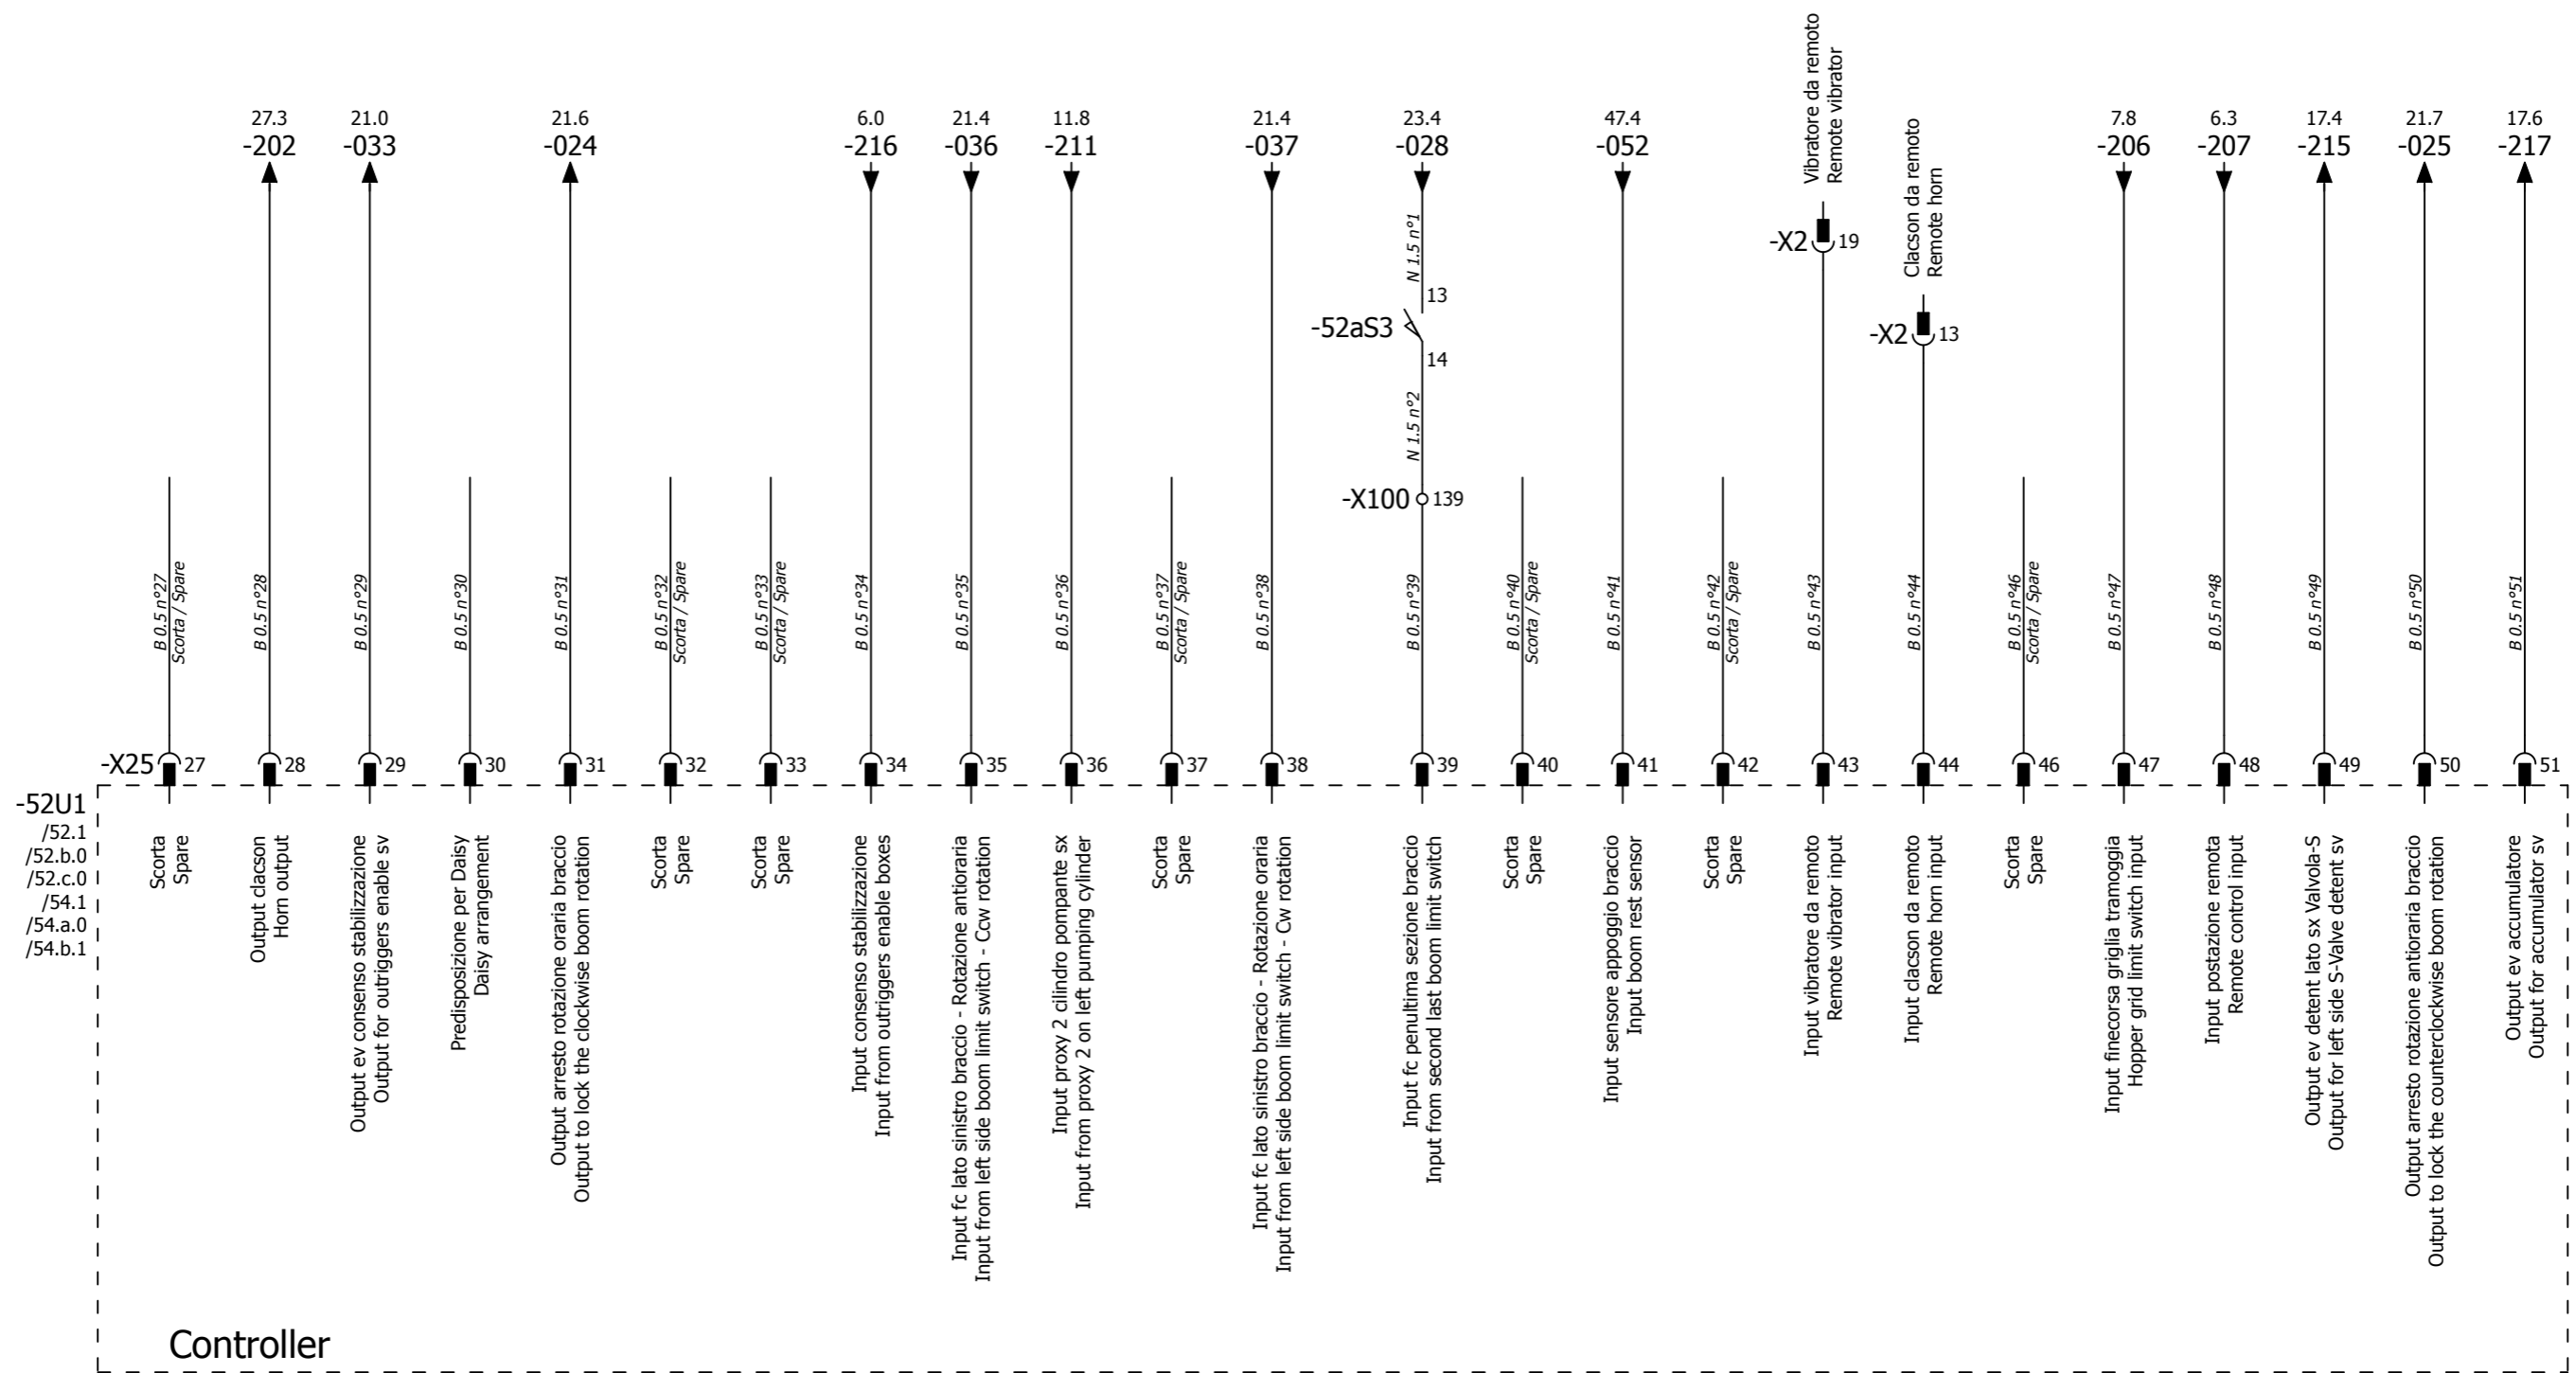 27.3
-202
21.0
-033
21.6
-024
6.0
-216
21.4
-036
11.8
-211
21.4
-037
23.4
-028
47.4
-052
Vibratore da remoto
Remote vibrator
Clacson da remoto
Remote horn
7.8
-206
6.3
-207
17.4
-215
21.7
-025
17.6
-217
-X2
19
-X2
13
N 1.5 n°1
13
-52aS3
14
N 1.5 n°2
-X100
139
B 0.5 n°27
Scorta / Spare
B 0.5 n°28
B 0.5 n°29
B 0.5 n°30
B 0.5 n°31
B 0.5 n°32
Scorta / Spare
B 0.5 n°33
Scorta / Spare
B 0.5 n°34
B 0.5 n°35
B 0.5 n°36
B 0.5 n°37
Scorta / Spare
B 0.5 n°38
B 0.5 n°39
B 0.5 n°40
Scorta / Spare
B 0.5 n°41
B 0.5 n°42
Scorta / Spare
B 0.5 n°43
B 0.5 n°44
B 0.5 n°46
Scorta / Spare
B 0.5 n°47
B 0.5 n°48
B 0.5 n°49
B 0.5 n°50
B 0.5 n°51
-X25
27
28
29
30
31
32
33
34
35
36
37
38
39
40
41
42
43
44
46
47
48
49
50
51
-52U1
/52.1
/52.b.0
/52.c.0
/54.1
/54.a.0
/54.b.1
Scorta
Spare
Output clacson
Horn output
Output ev consenso stabilizzazione
Output for outriggers enable sv
Predisposizione per Daisy
Daisy arrangement
Output arresto rotazione oraria braccio
Output to lock the clockwise boom rotation
Scorta
Spare
Scorta
Spare
Input consenso stabilizzazione
Input from outriggers enable boxes
Input fc lato sinistro braccio - Rotazione antioraria
Input from left side boom limit switch - Ccw rotation
Input proxy 2 cilindro pompante sx
Input from proxy 2 on left pumping cylinder
Scorta
Spare
Input fc lato sinistro braccio - Rotazione oraria
Input from left side boom limit switch - Cw rotation
Input fc penultima sezione braccio
Input from second last boom limit switch
Scorta
Spare
Input sensore appoggio braccio
Input boom rest sensor
Scorta
Spare
Input vibratore da remoto
Remote vibrator input
Input clacson da remoto
Remote horn input
Scorta
Spare
Input finecorsa griglia tramoggia
Hopper grid limit switch input
Input postazione remota
Remote control input
Output ev detent lato sx Valvola-S
Output for left side S-Valve detent sv
Output arresto rotazione antioraria braccio
Output to lock the counterclockwise boom rotation
Output ev accumulatore
Output for accumulator sv
Controller